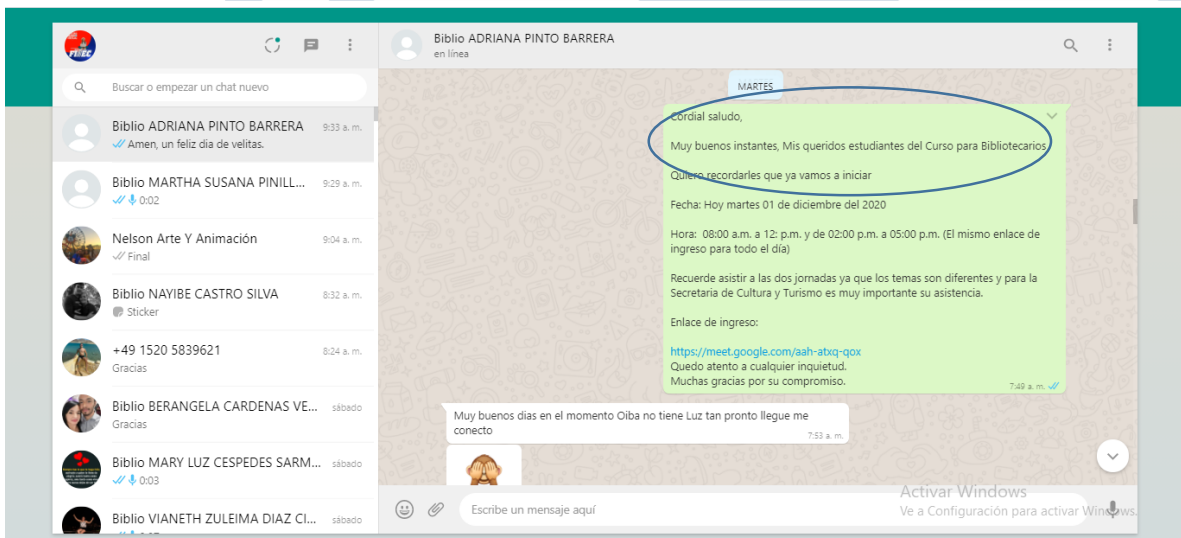 FYREC
Buscar o empezar un chat nuevo
Biblio ADRIANA PINTO BARRERA 9:33 a. m.
Amen, un feliz dia de velitas.
Biblio MARTHA SUSANA PINILL... 9:29 a. m.
0:02
Nelson Arte Y Animación 9:04 a. m.
Final
Biblio NAYIBE CASTRO SILVA 8:32 a. m.
Sticker
+49 1520 5839621 8:24 a. m.
Gracias
Biblio BERANGELA CARDENAS VE... sábado
Gracias
Biblio MARY LUZ CESPEDES SARM... sábado
0:03
Biblio VIANETH ZULEIMA DIAZ CI... sábado
Biblio ADRIANA PINTO BARRERA
en línea
MARTES
Cordial saludo,
Muy buenos instantes, Mis queridos estudiantes del Curso para Bibliotecarios
Quiero recordarles que ya vamos a iniciar
Fecha: Hoy martes 01 de diciembre del 2020
Hora: 08:00 a.m. a 12: p.m. y de 02:00 p.m. a 05:00 p.m. (El mismo enlace de
ingreso para todo el día)
Recuerde asistir a las dos jornadas ya que los temas son diferentes y para la
Secretaria de Cultura y Turismo es muy importante su asistencia.
Enlace de ingreso:
https://meet.google.com/aah-atxq-qox
Quedo atento a cualquier inquietud.
Muchas gracias por su compromiso.
7:49 a. m.
Muy buenos dias en el momento Oiba no tiene Luz tan pronto llegue me
conecto
7:53 a. m.
Escribe un mensaje aquí
Activar Windows
Ve a Configuración para activar Windows.